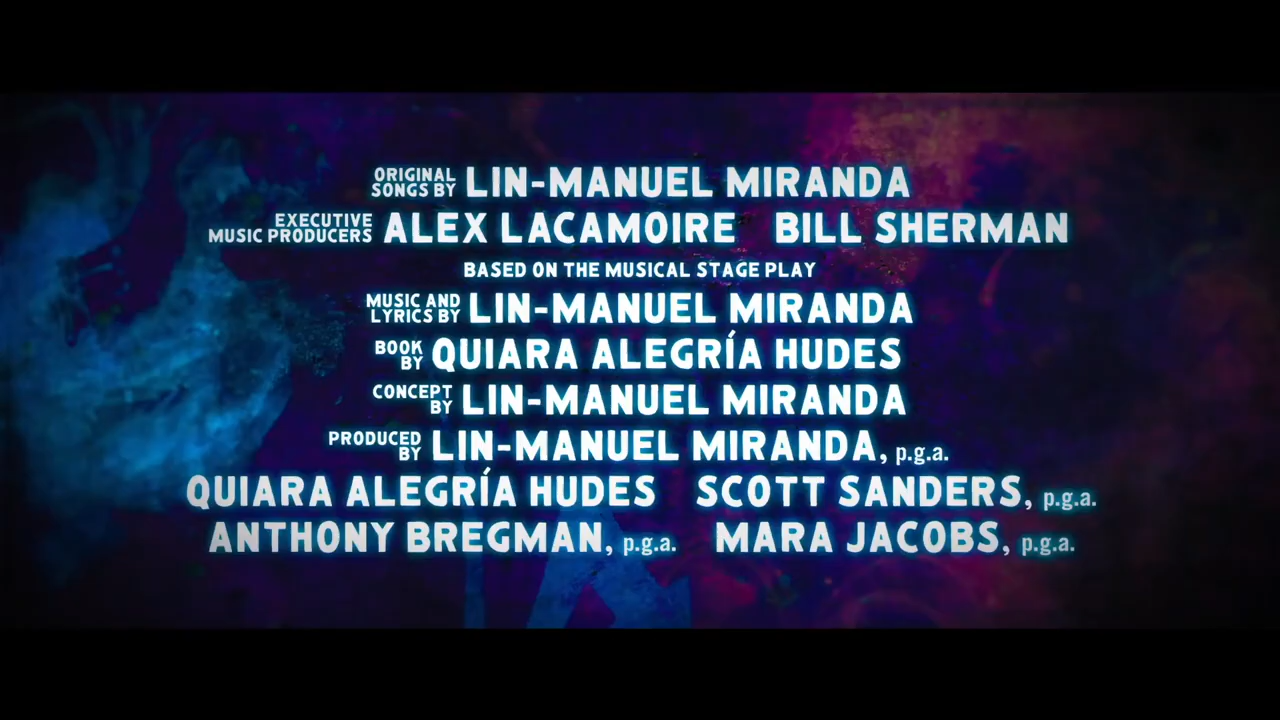 ORIGINAL SONGS BY LIN-MANUEL MIRANDA
EXECUTIVE MUSIC PRODUCERS ALEX LACAMOIRE BILL SHERMAN
BASED ON THE MUSICAL STAGE PLAY
MUSIC AND LYRICS BY LIN-MANUEL MIRANDA
BOOK BY QUIARA ALEGRÍA HUDES
CONCEPT BY LIN-MANUEL MIRANDA
PRODUCED BY LIN-MANUEL MIRANDA, p.g.a.
QUIARA ALEGRÍA HUDES SCOTT SANDERS, p.g.a.
ANTHONY BREGMAN, p.g.a. MARA JACOBS, p.g.a.